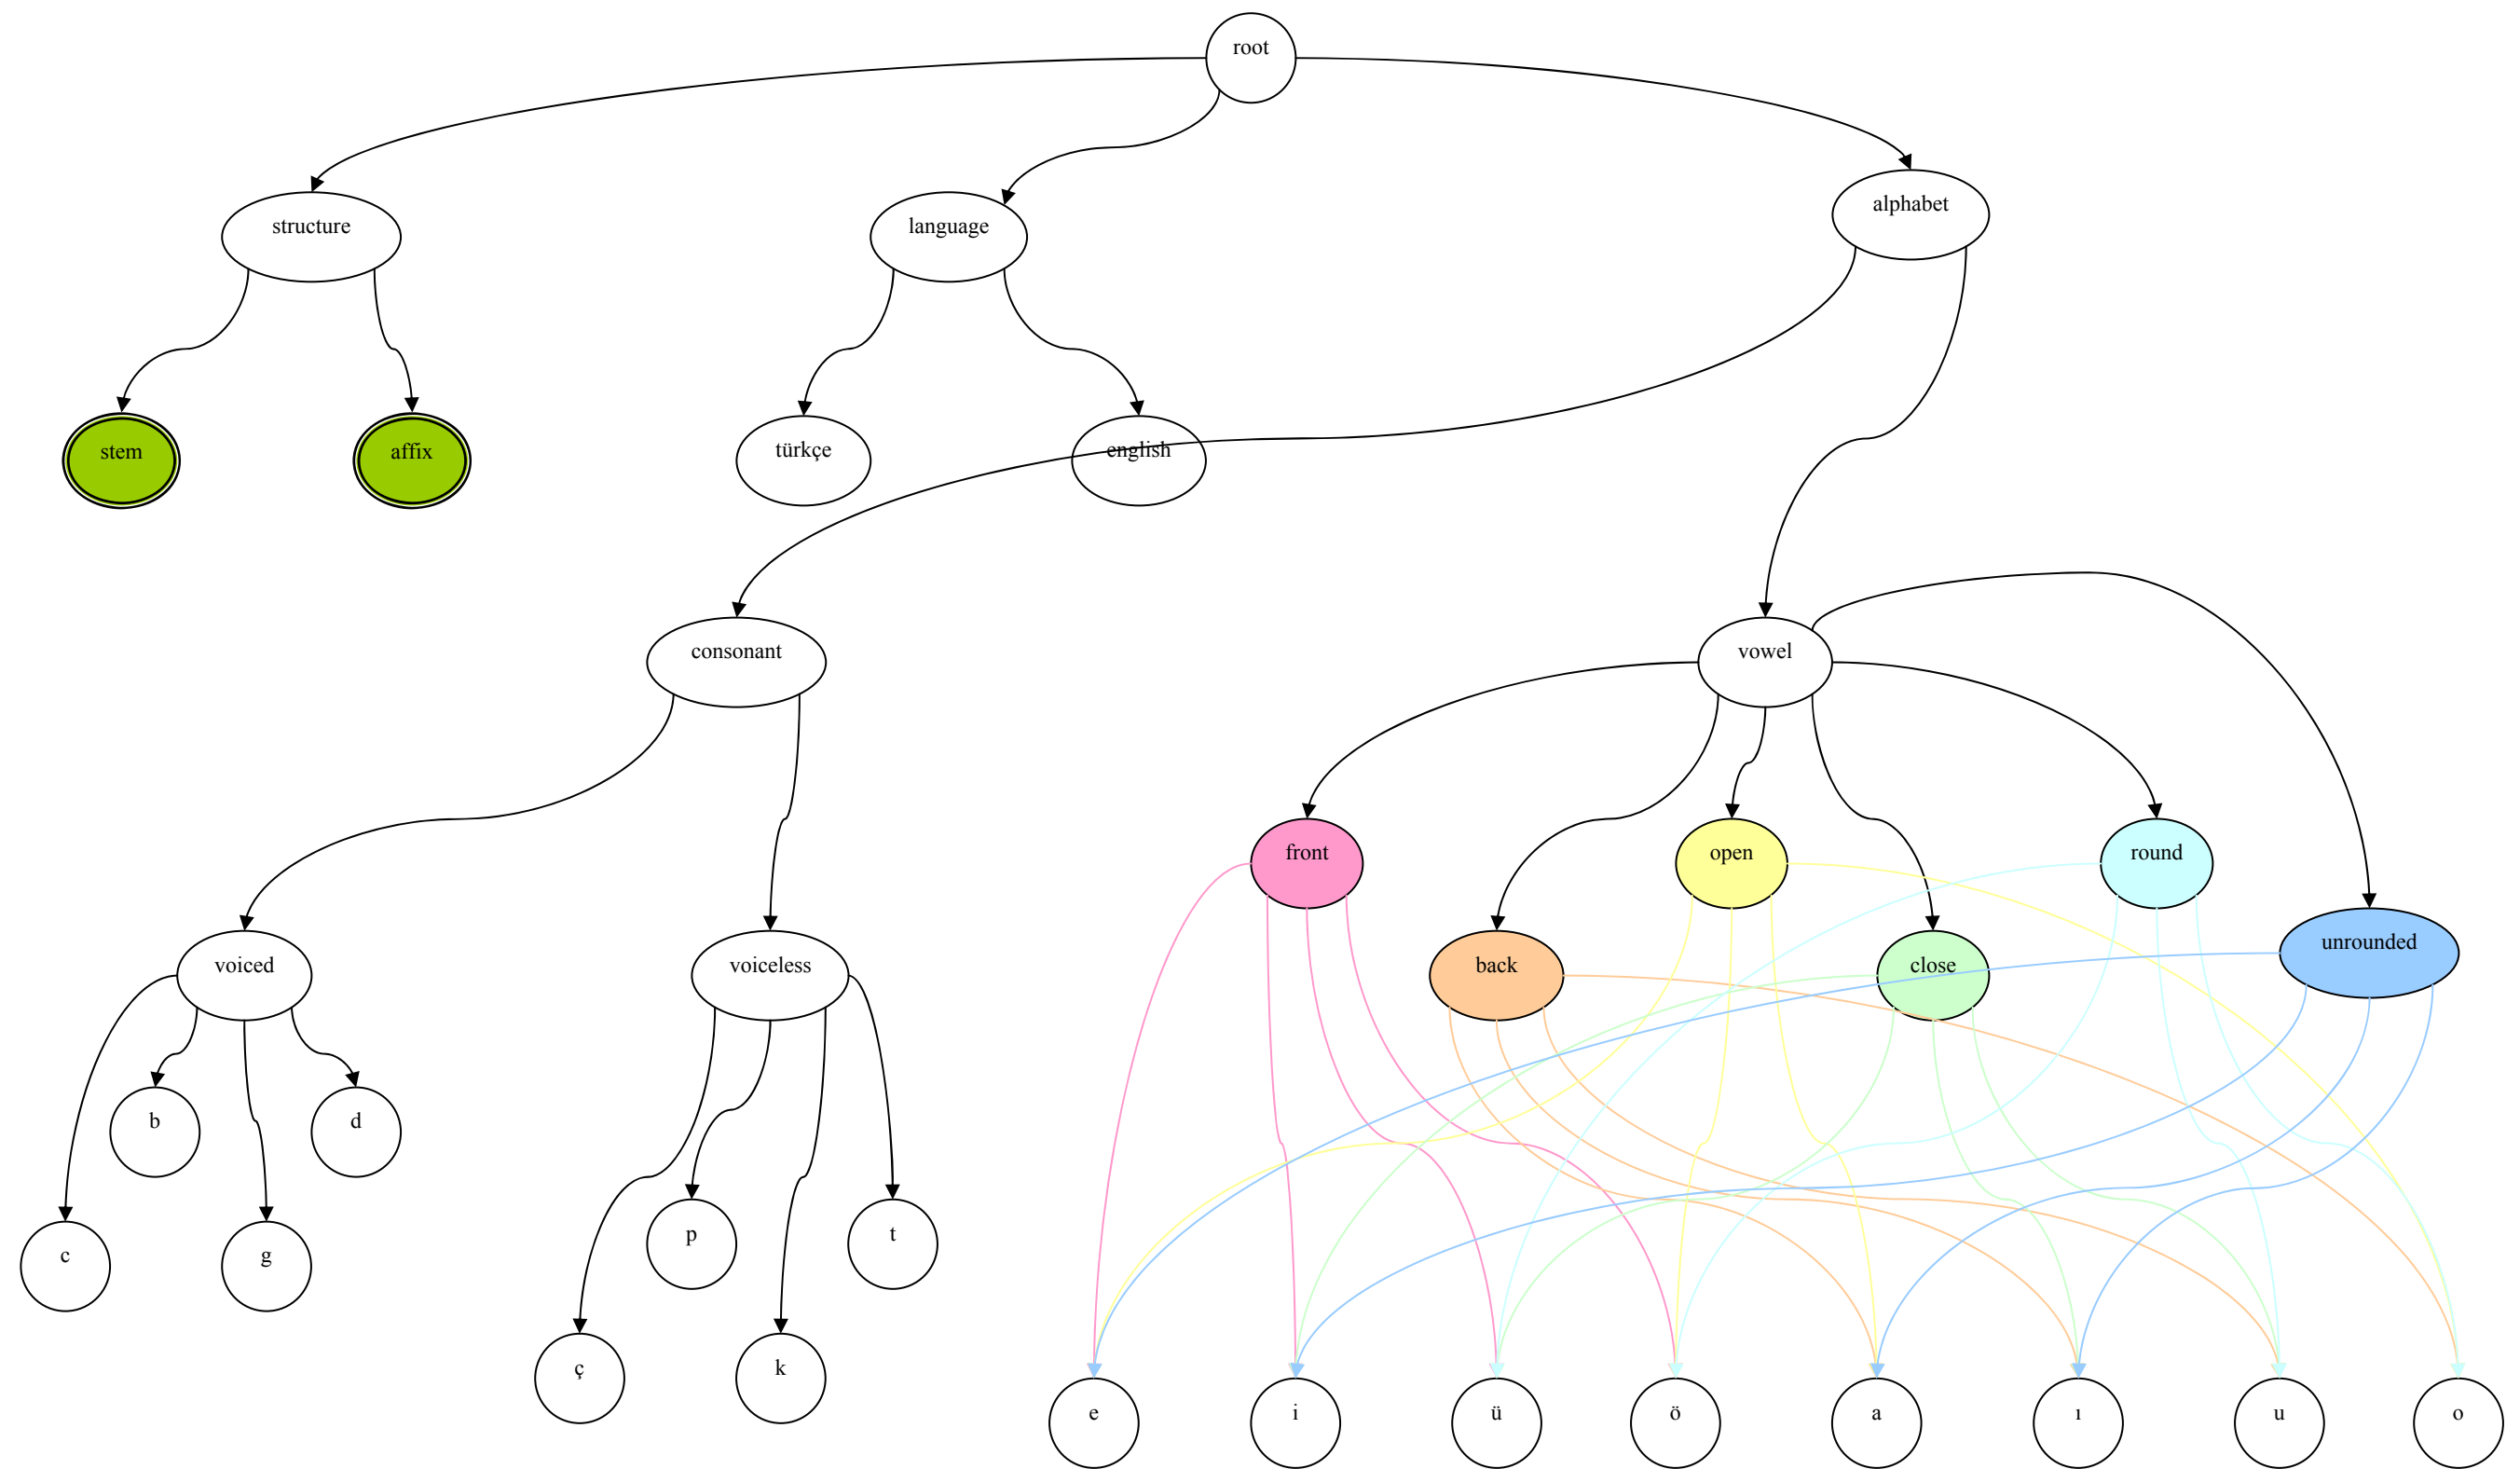 root
structure
language
alphabet
stem
affix
türkçe
english
consonant
vowel
front
open
round
unrounded
voiced
voiceless
back
close
b
d
c
g
p
t
ç
k
e
i
ü
ö
a
ı
u
o